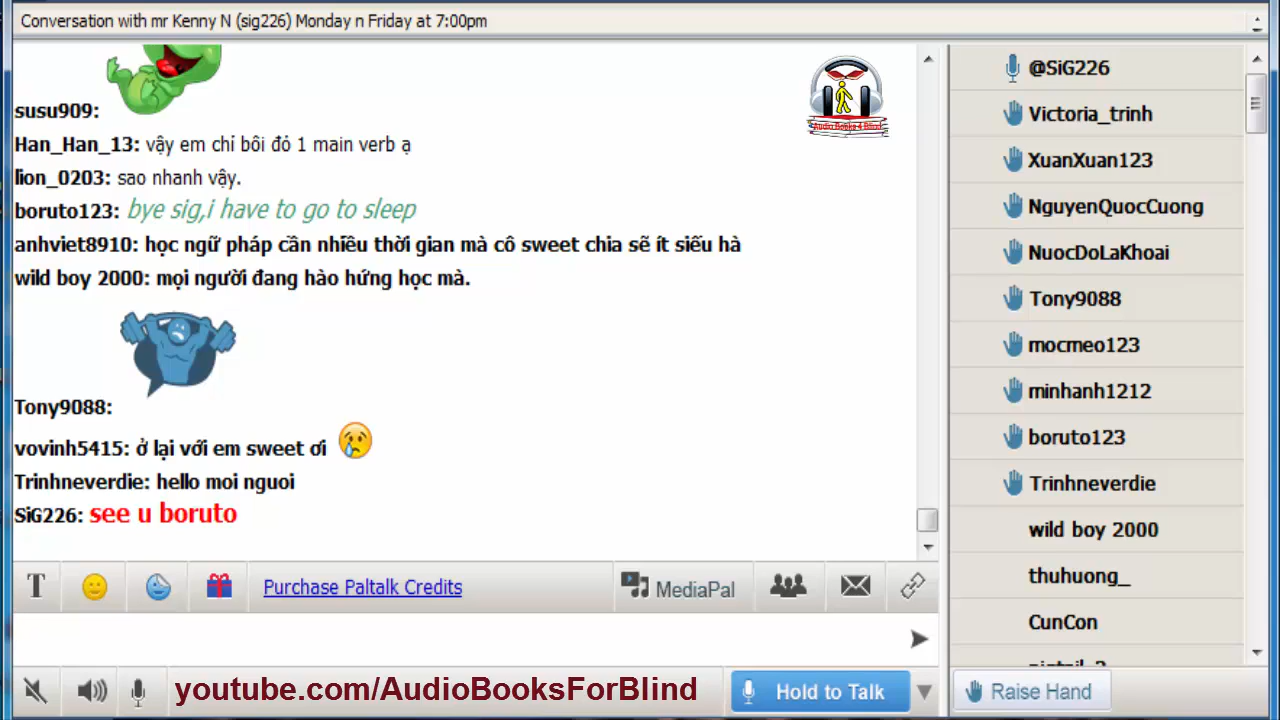 Conversation with mr Kenny N (sig226) Monday n Friday at 7:00pm
susu909:
Han_Han_13: vậy em chỉ bôi đỏ 1 main verb ạ
lion_0203: sao nhanh vậy.
boruto123: bye sig,i have to go to sleep
anhviet8910: học ngữ pháp cần nhiều thời gian mà cô sweet chia sẽ ít siếu hà
wild boy 2000: mọi người đang hào hứng học mà.
Tony9088:
vovinh5415: ở lại với em sweet ơi
Trinhneverdie: hello moi nguoi
SiG226: see u boruto
Audio Books 4 Blind
@SiG226
Victoria_trinh
XuanXuan123
NguyenQuocCuong
NuocDoLaKhoai
Tony9088
mocmeo123
minhanh1212
boruto123
Trinhneverdie
wild boy 2000
thuhuong_
CunCon
T
Purchase Paltalk Credits
MediaPal
youtube.com/AudioBooksForBlind
Hold to Talk
Raise Hand